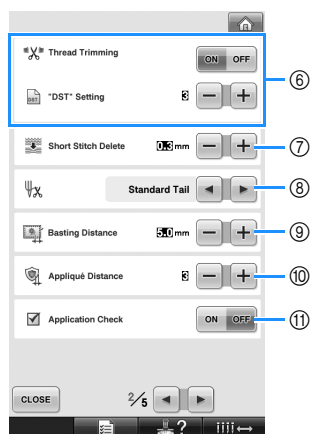 Thread Trimming
ON OFF
⑥
DST
"DST" Setting
3
− +
Short Stitch Delete
0.3 mm
− +
⑦
Standard Tail
⑧
Basting Distance
5.0 mm
− +
⑨
Appliqué Distance
3
− +
⑩
Application Check
ON OFF
⑪
CLOSE
2/5
?